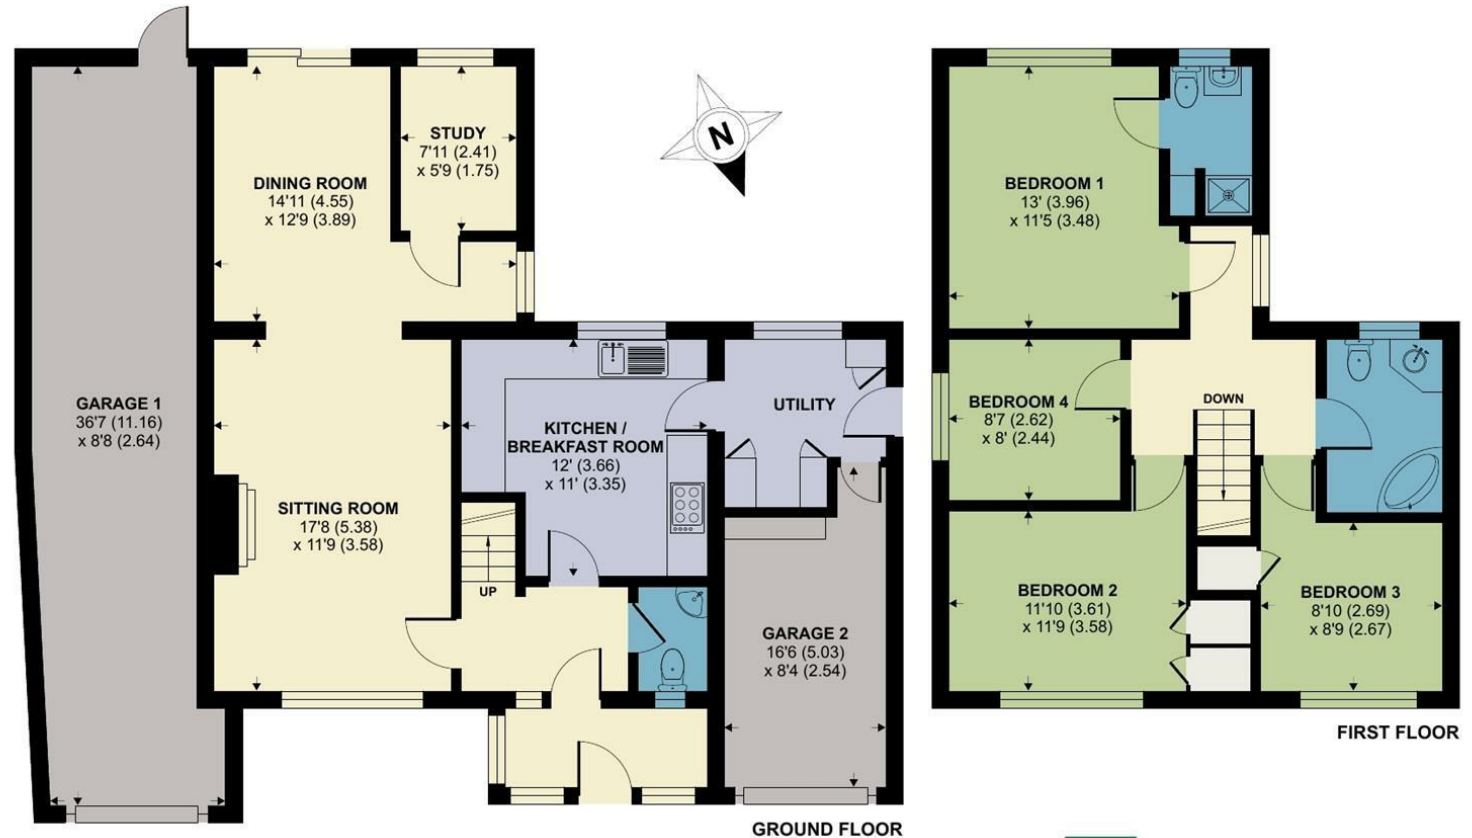 STUDY
7'11 (2.41)
x 5'9 (1.75)
DINING ROOM
14'11 (4.55)
x 12'9 (3.89)
N
GARAGE 1
36'7 (11.16)
x 8'8 (2.64)
KITCHEN /
BREAKFAST ROOM
12' (3.66)
x 11' (3.35)
UTILITY
SITTING ROOM
17'8 (5.38)
x 11'9 (3.58)
UP
GARAGE 2
16'6 (5.03)
x 8'4 (2.54)
GROUND FLOOR
BEDROOM 1
13' (3.96)
x 11'5 (3.48)
BEDROOM 4
8'7 (2.62)
x 8' (2.44)
DOWN
BEDROOM 2
11'10 (3.61)
x 11'9 (3.58)
BEDROOM 3
8'10 (2.69)
x 8'9 (2.67)
FIRST FLOOR